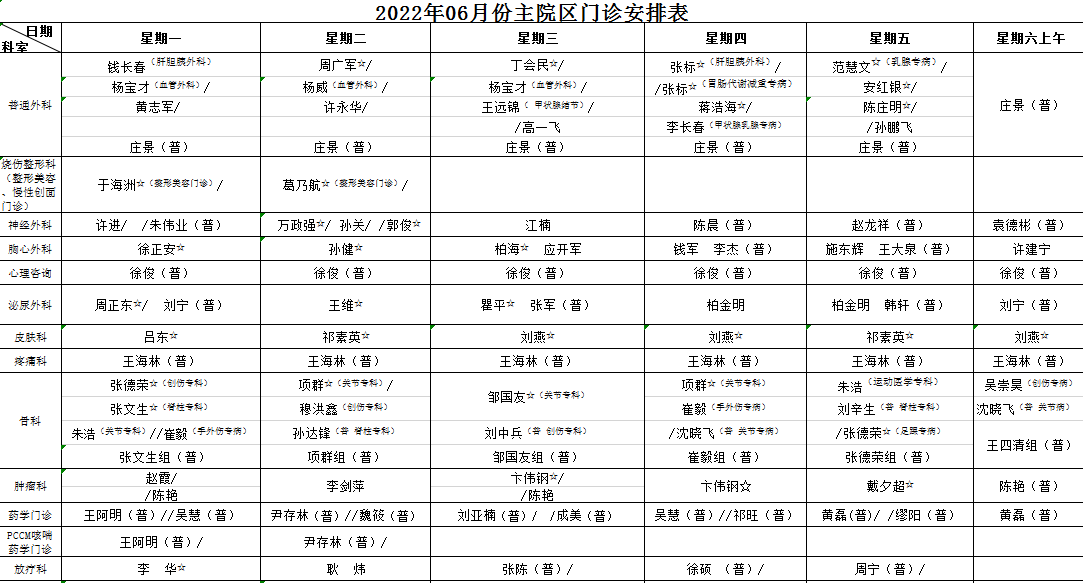 2022年06月份主院区门诊安排表
日期 星期一 星期二 星期三 星期四 星期五 星期六上午
科室
普通外科 钱长春（肝胆胰外科） 周广军☆/ 丁会民☆/ 张标☆（肝胆胰外科）/ 范慧文☆（乳腺专病）/ 庄景（普）
杨宝才（血管外科）/ 杨威（血管外科）/ 杨宝才（血管外科）/ /张标☆（胃肠代谢减重专病） 安红银☆/
黄志军/ 许永华/ 王远锦（ 甲状腺结节）/ 蒋浩海☆/ 陈庄明☆/
/高一飞 李长春（甲状腺乳腺专病） /孙鹏飞
庄景（普） 庄景（普） 庄景（普） 庄景（普） 庄景（普）
烧伤整形科
（整形美容
、慢性创面
门诊） 于海洲☆（整形美容门诊）/ 葛乃航☆（整形美容门诊）/
神经外科 许进/ /朱伟业（普） 万政强☆/ 孙关/ /郭俊☆ 江楠 陈晨（普） 赵龙祥（普） 袁德彬（普）
胸心外科 徐正安☆ 孙健☆ 柏海☆ 应开军 钱军 李杰（普） 施东辉 王大泉（普） 许建宁
心理咨询 徐俊（普） 徐俊（普） 徐俊（普） 徐俊（普） 徐俊（普） 徐俊（普）
泌尿外科 周正东☆/ 刘宁（普） 王维☆ 瞿平☆ 张军（普） 柏金明 柏金明 韩轩（普） 刘宁（普）
皮肤科 吕东☆ 祁素英☆ 刘燕☆ 刘燕☆ 祁素英☆ 刘燕☆
疼痛科 王海林（普） 王海林（普） 王海林（普） 王海林（普） 王海林（普） 王海林（普）
骨科 张德荣☆（创伤专科） 项群☆（关节专科）/ 邹国友☆（关节专科） 项群☆（关节专科） 朱浩（运动医学专科） 吴崇昊（创伤专病）
张文生☆（脊柱专科） 穆洪鑫（创伤专科） 崔毅（手外伤专病） 刘辛生（普 脊柱专病） 沈晓飞（普 关节病）
朱浩（关节专科）//崔毅（手外伤专病） 孙达锋（普 脊柱专科） 刘中兵（普 创伤专科） /沈晓飞（普 关节专病） /张德荣☆（足踝专病） 王四清组（普）
张文生组（普） 项群组（普） 邹国友组（普） 崔毅组（普） 张德荣组（普）
肿瘤科 赵霞/ 李剑萍 卞伟钢☆/ 卞伟钢☆ 戴夕超☆ 陈艳（普）
/陈艳 /陈艳
药学门诊 王阿明（普）//吴慧（普） 尹存林（普）//魏筱（普） 刘亚楠（普）/ /成美（普） 吴慧（普）//祁旺（普） 黄磊(普)/ /缪阳（普） 黄磊（普）
PCCM咳喘
药学门诊 王阿明（普）/ 尹存林（普）/
放疗科 李 华☆ 耿 炜 张陈（普）/ 徐硕 （普）/ 周宁（普）/